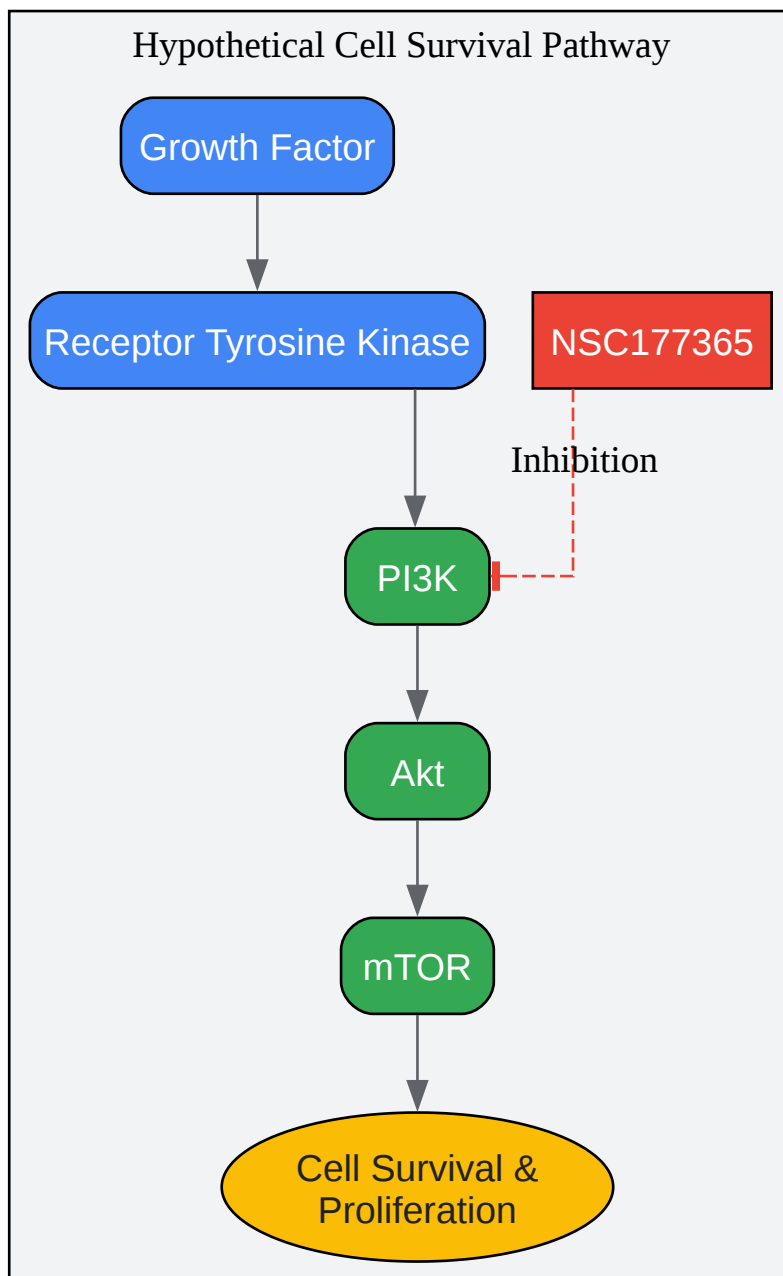 Hypothetical Cell Survival Pathway
Growth Factor
Receptor Tyrosine Kinase
NSC177365
Inhibition
PI3K
Akt
mTOR
Cell Survival &
Proliferation